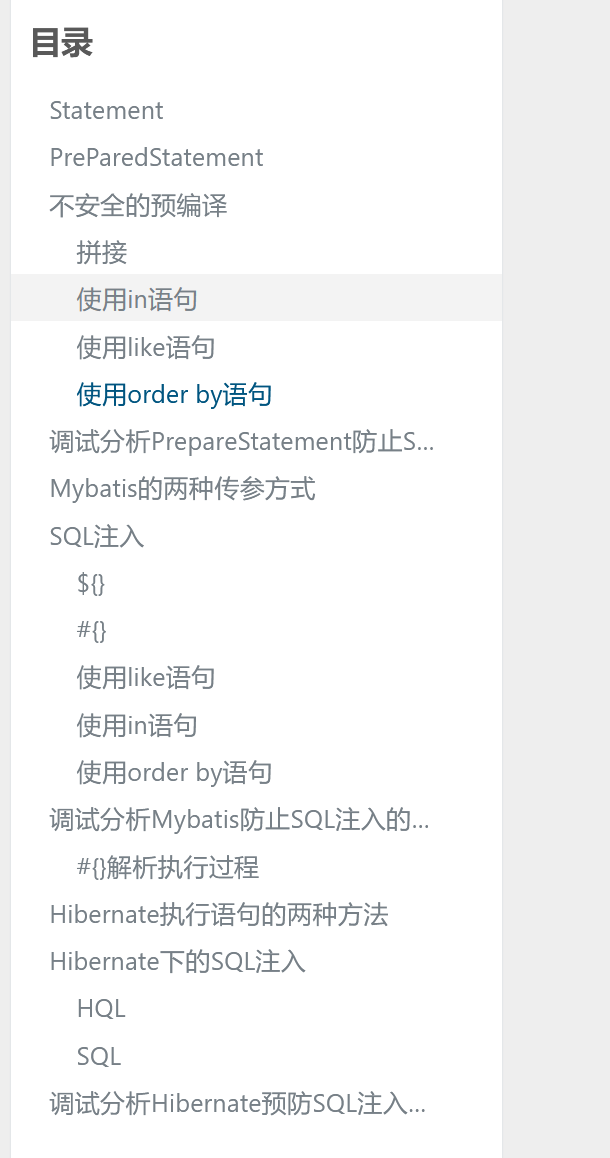 目录
Statement
PreParedStatement
不安全的预编译
拼接
使用in语句
使用like语句
使用order by语句
调试分析PrepareStatement防止S...
Mybatis的两种传参方式
SQL注入
${}
#{}
使用like语句
使用in语句
使用order by语句
调试分析Mybatis防止SQL注入的...
#{}解析执行过程
Hibernate执行语句的两种方法
Hibernate下的SQL注入
HQL
SQL
调试分析Hibernate预防SQL注入...